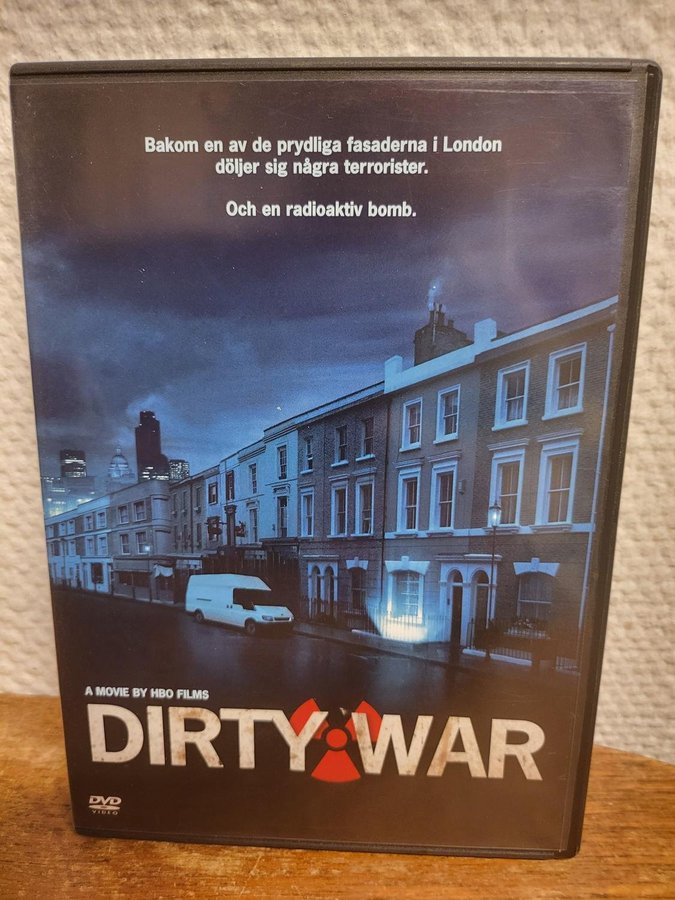 Bakom en av de prydliga fasaderna i London
döljer sig några terrorister.
Och en radioaktiv bomb.
A MOVIE BY HBO FILMS
DIRTY WAR
DVD
VIDEO